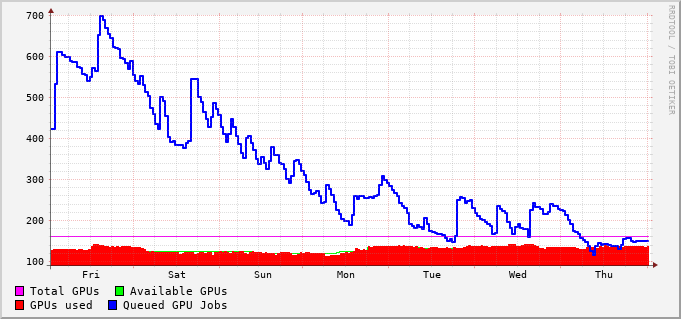 700
600
500
400
300
200
100
Fri Sat Sun Mon Tue Wed Thu
Total GPUs Available GPUs
GPUs used Queued GPU Jobs
RRDTOOL / TOBI OETIKER